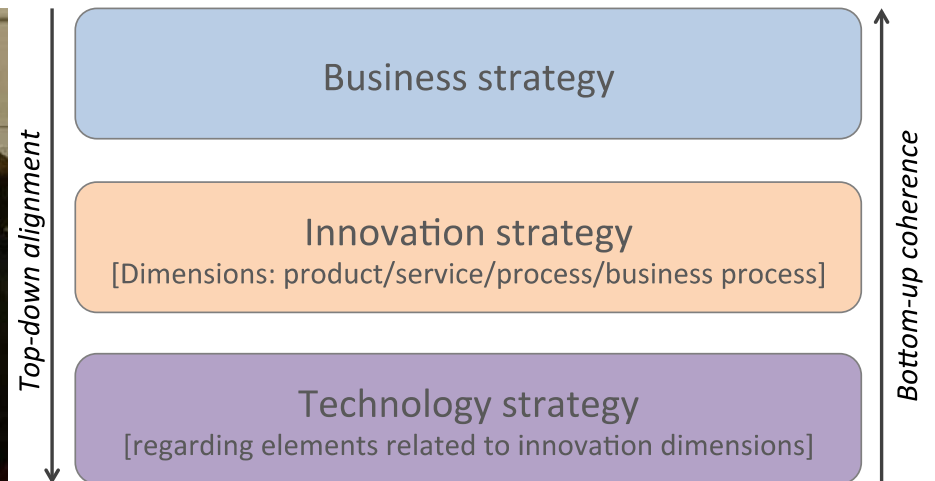 Business strategy
Top-down alignment
Bottom-up coherence
Innovation strategy
[Dimensions: product/service/process/business process]
Technology strategy
[regarding elements related to innovation dimensions]